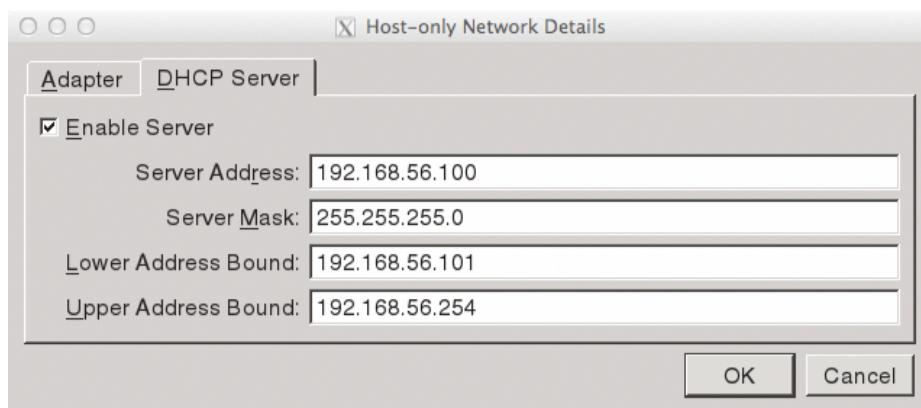 Host-only Network Details
Adapter DHCP Server
Enable Server
Server Address: 192.168.56.100
Server Mask: 255.255.255.0
Lower Address Bound: 192.168.56.101
Upper Address Bound: 192.168.56.254
OK Cancel